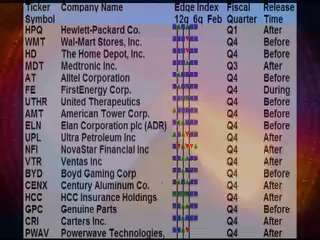 Ticker Company Name Edge Index Fiscal Release
Symbol 12q 6q Feb Quarter Time
HPQ Hewlett-Packard Co. Q1 After
WMT Wal-Mart Stores, Inc. Q4 Before
HD The Home Depot, Inc. Q4 Before
MDT Medtronic Inc. Q3 After
AT Alltel Corporation Q4 Before
FE FirstEnergy Corp. Q4 During
UTHR United Therapeutics Q4 Before
AMT American Tower Corp. Q4 Before
ELN Elan Corporation plc (ADR) Q4 Before
UPL Ultra Petroleum Inc Q4 After
NFI NovaStar Financial Inc Q4 After
VTR Ventas Inc Q4 After
BYD Boyd Gaming Corp Q4 Before
CENX Century Aluminum Co. Q4 After
HCC HCC Insurance Holdings Q4 After
GPC Genuine Parts Q4 Before
CRI Carters Inc. Q4 After
PWAV Powerwave Technologies, Q4 After